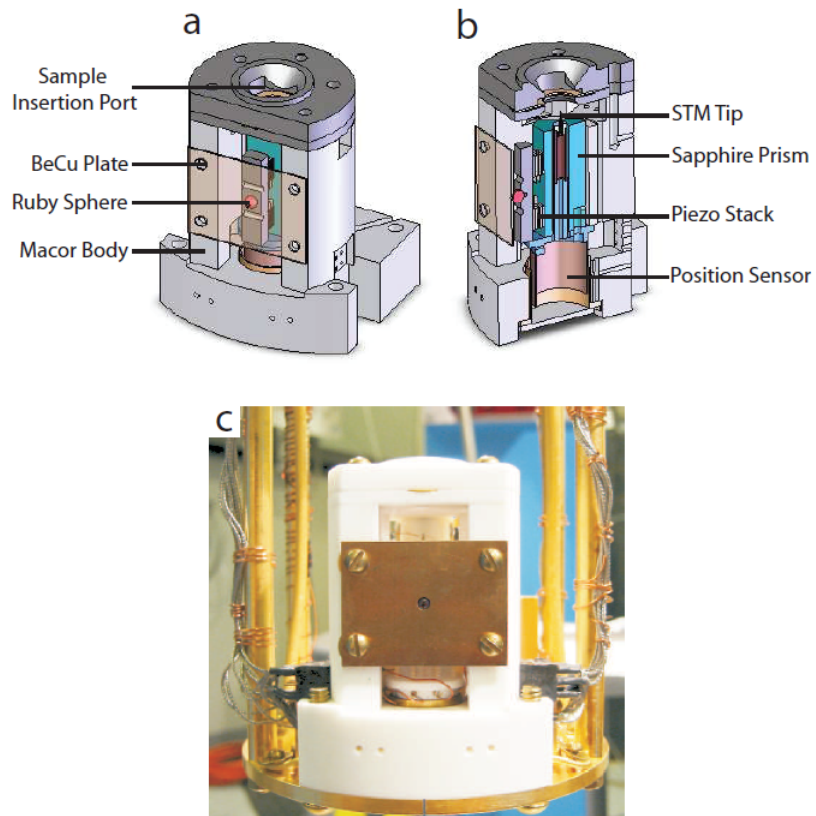 a
b
Sample
Insertion Port
BeCu Plate
Ruby Sphere
Macor Body
STM Tip
Sapphire Prism
Piezo Stack
Position Sensor
c